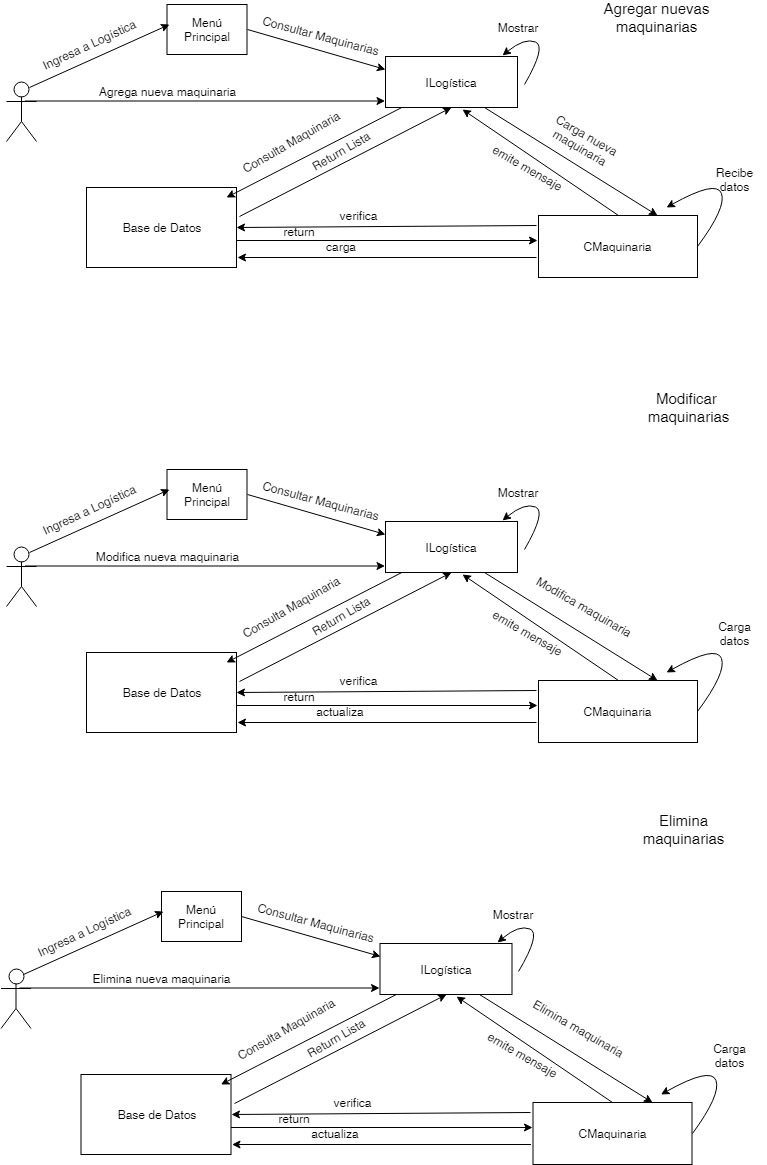 Agregar nuevas
maquinarias
Menú
Principal
Ingresa a Logística
Consultar Maquinarias
Mostrar
ILogística
Agrega nueva maquinaria
Consulta Maquinaria
Return Lista
Carga nueva
maquinaria
emite mensaje
Recibe
datos
Base de Datos
verifica
return
carga
CMaquinaria
Modificar
maquinarias
Menú
Principal
Ingresa a Logística
Consultar Maquinarias
Mostrar
ILogística
Modifica nueva maquinaria
Consulta Maquinaria
Return Lista
Modifica maquinaria
emite mensaje
Carga
datos
Base de Datos
verifica
return
actualiza
CMaquinaria
Elimina
maquinarias
Menú
Principal
Ingresa a Logística
Consultar Maquinarias
Mostrar
ILogística
Elimina nueva maquinaria
Consulta Maquinaria
Return Lista
Elimina maquinaria
emite mensaje
Carga
datos
Base de Datos
verifica
return
actualiza
CMaquinaria